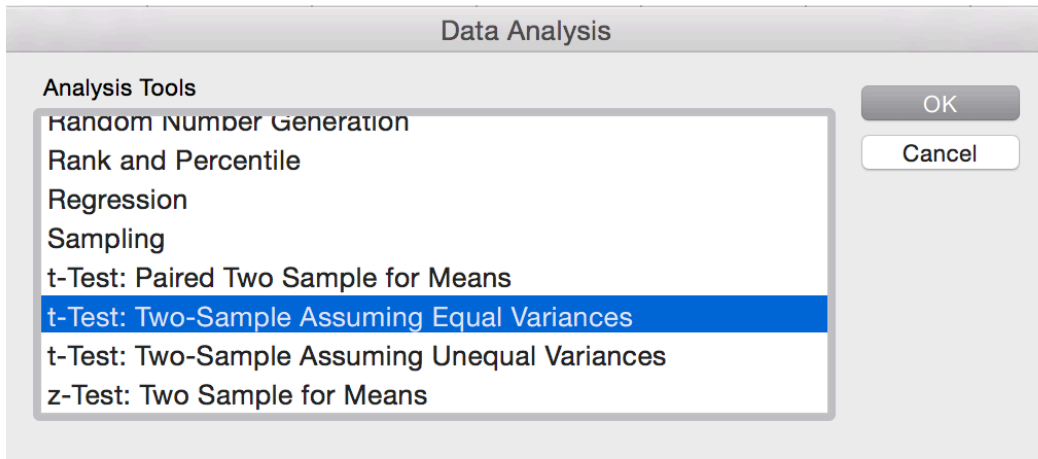 Data Analysis
Analysis Tools
OK
Random Number Generation
Cancel
Rank and Percentile
Regression
Sampling
t-Test: Paired Two Sample for Means
t-Test: Two-Sample Assuming Equal Variances
t-Test: Two-Sample Assuming Unequal Variances
z-Test: Two Sample for Means